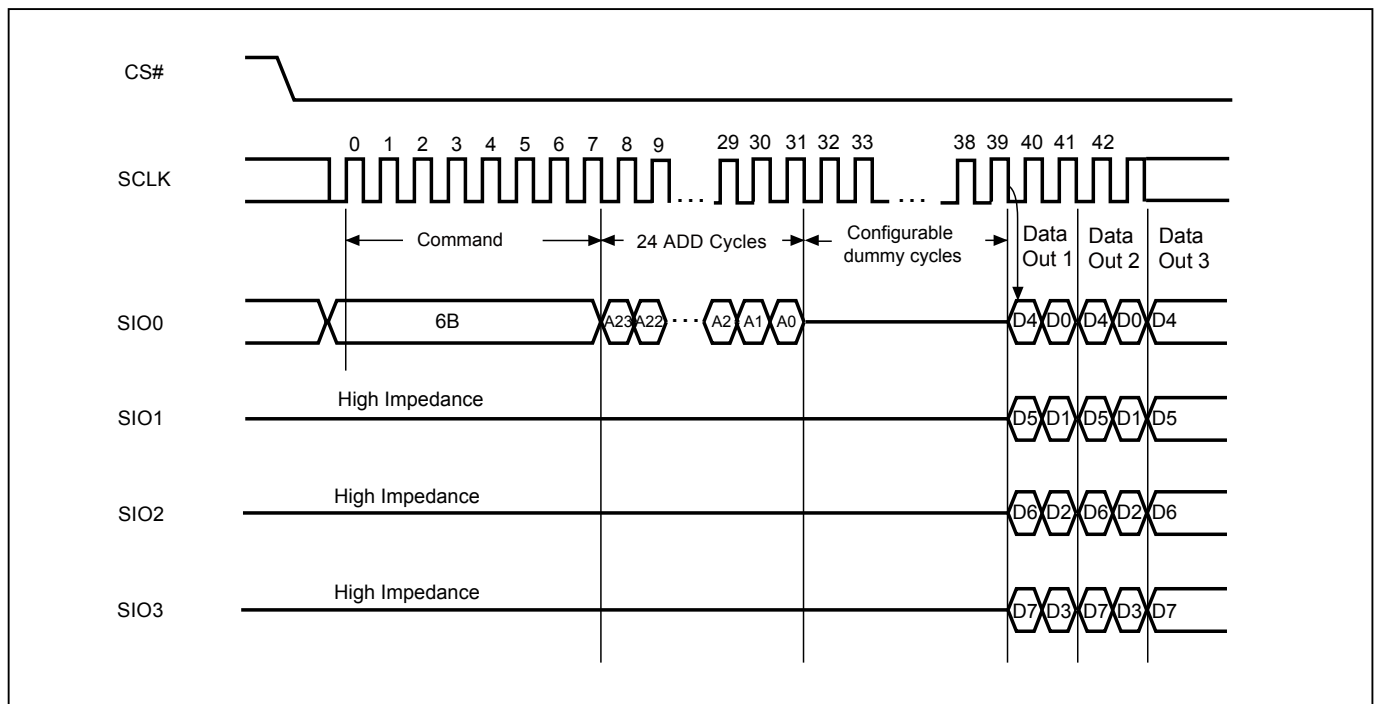 CS#
0 1 2 3 4 5 6 7 8 9 29 30 31 32 33 38 39 40 41 42
SCLK
... ...
Command 24 ADD Cycles Configurable dummy cycles Data Out 1 Data Out 2 Data Out 3
SIO0 6B A23 A22 ... A2 A1 A0 D4 D0 D4 D0 D4
High Impedance
SIO1 D5 D1 D5 D1 D5
High Impedance
SIO2 D6 D2 D6 D2 D6
High Impedance
SIO3 D7 D3 D7 D3 D7